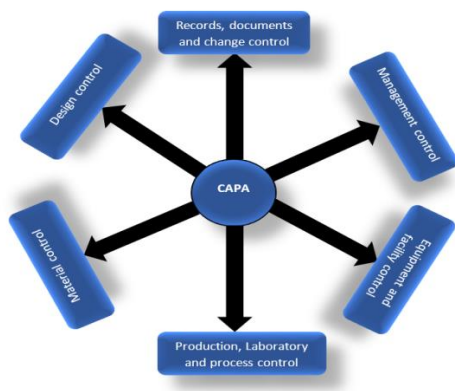 Records, documents
and change control
Design control
Management control
CAPA
Material control
Equipment and
facility control
Production, Laboratory
and process control